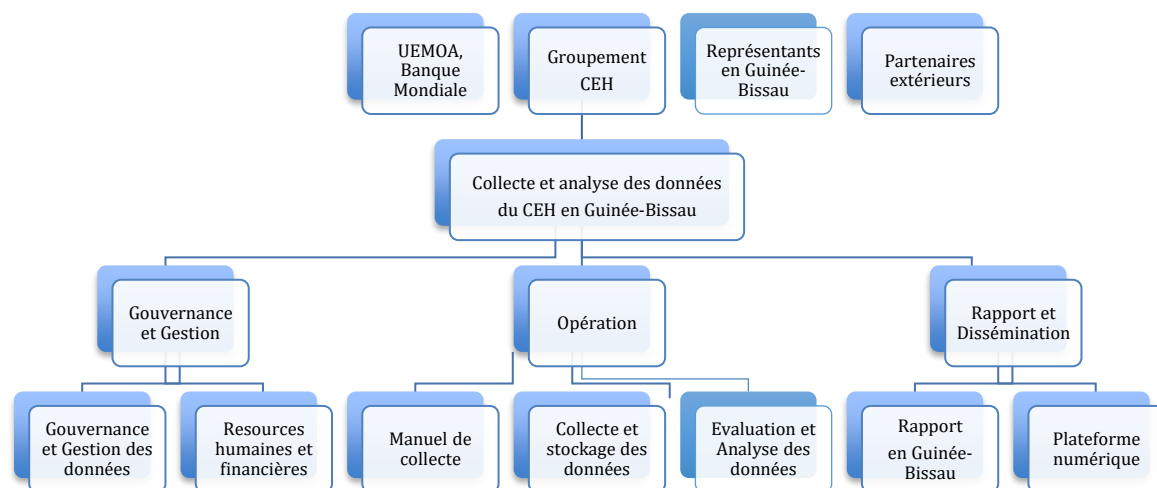 UEMOA,
Banque
Mondiale
Groupement
CEH
Représentants
en Guinée-
Bissau
Partenaires
extérieurs
Collecte et analyse des données
du CEH en Guinée-Bissau
Gouvernance
et Gestion
Opération
Rapport et
Dissémination
Gouvernance
et Gestion des
données
Resources
humaines et
financières
Manuel de
collecte
Collecte et
stockage des
données
Evaluation et
Analyse des
données
Rapport
en Guinée-
Bissau
Plateforme
numérique